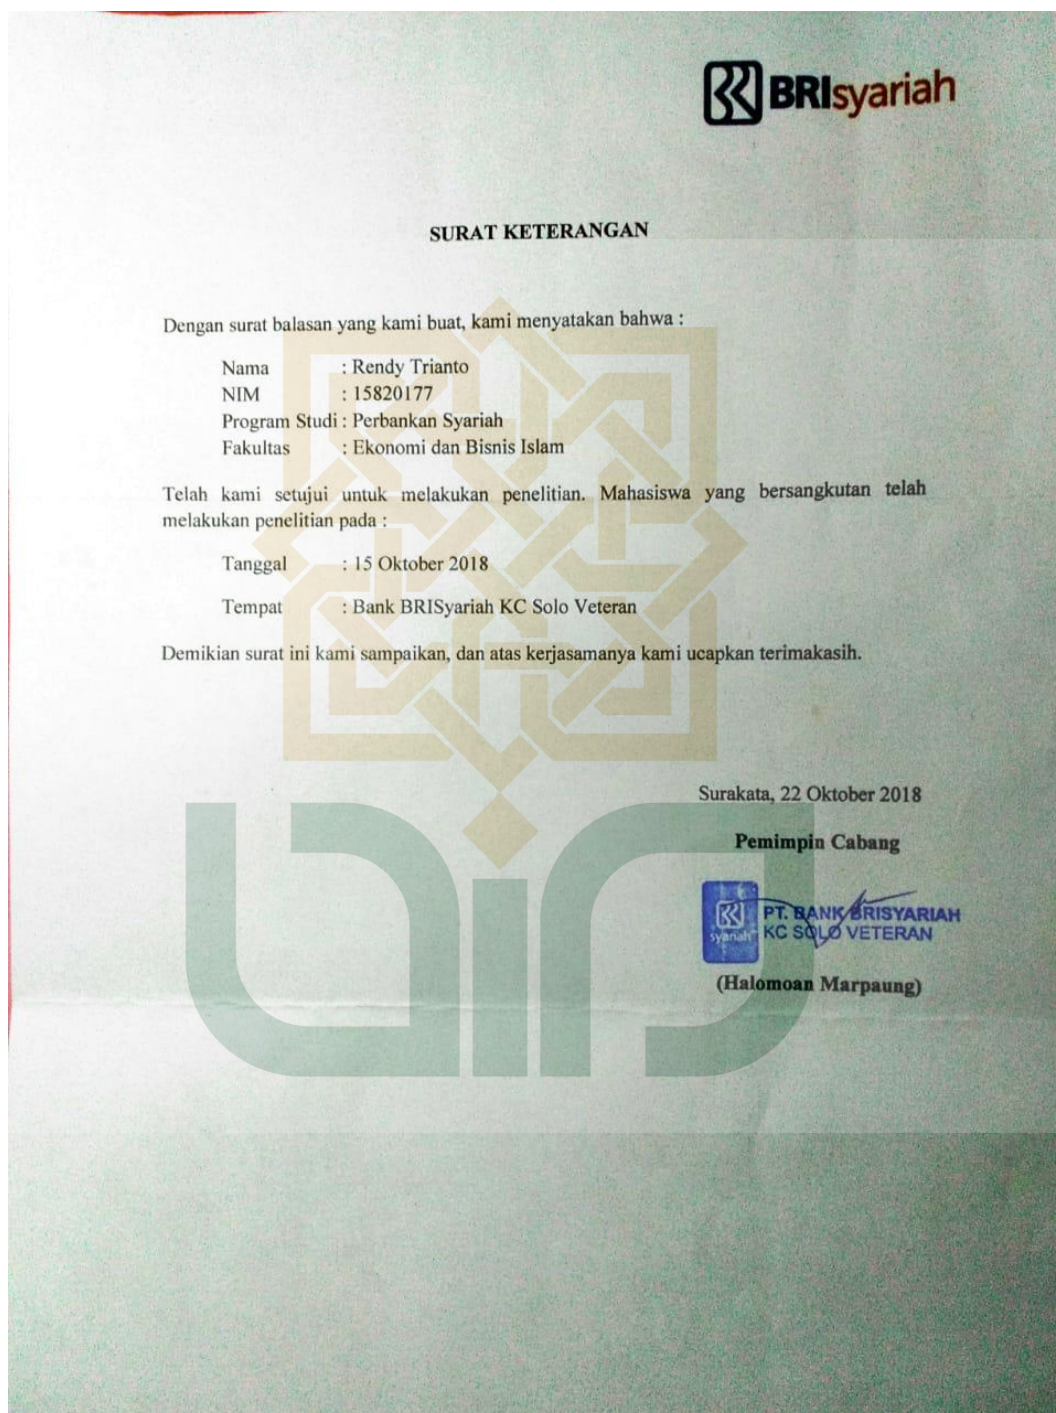 BRIsyariah
SURAT KETERANGAN
Dengan surat balasan yang kami buat, kami menyatakan bahwa :
Nama : Rendy Trianto
NIM : 15820177
Program Studi : Perbankan Syariah
Fakultas : Ekonomi dan Bisnis Islam
Telah kami setujui untuk melakukan penelitian. Mahasiswa yang bersangkutan telah
melakukan penelitian pada :
Tanggal : 15 Oktober 2018
Tempat : Bank BRISyariah KC Solo Veteran
Demikian surat ini kami sampaikan, dan atas kerjasamanya kami ucapkan terimakasih.
Surakata, 22 Oktober 2018
Pemimpin Cabang
PT. BANK BRISYARIAH
syariah KC SOLO VETERAN
(Halomoan Marpaung)